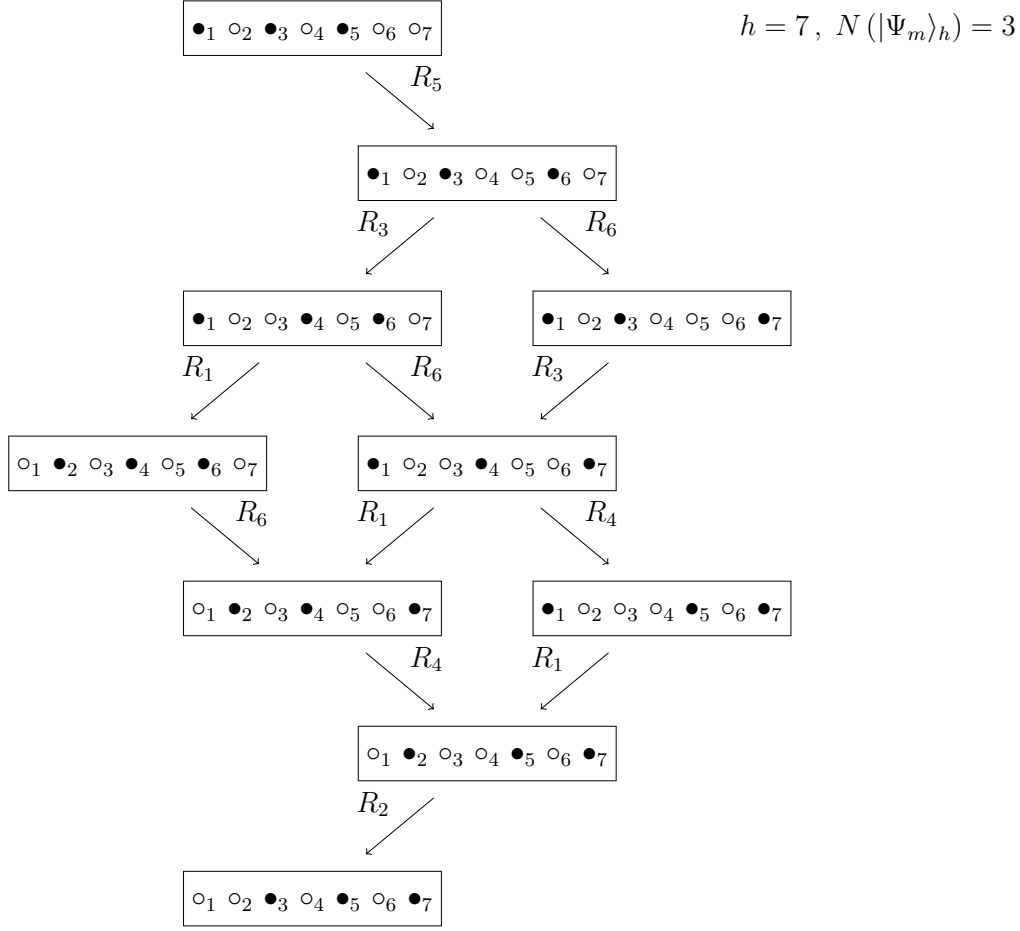 ●1 ○2 ●3 ○4 ●5 ○6 ○7
h = 7 , N (|Ψm⟩h) = 3
R5
●1 ○2 ●3 ○4 ○5 ●6 ○7
R3 R6
●1 ○2 ○3 ●4 ○5 ●6 ○7
●1 ○2 ●3 ○4 ○5 ○6 ●7
R1 R6 R3
○1 ●2 ○3 ●4 ○5 ●6 ○7
●1 ○2 ○3 ●4 ○5 ○6 ●7
R6 R1 R4
○1 ●2 ○3 ●4 ○5 ○6 ●7
●1 ○2 ○3 ○4 ●5 ○6 ●7
R4 R1
○1 ●2 ○3 ○4 ●5 ○6 ●7
R2
○1 ○2 ●3 ○4 ●5 ○6 ●7